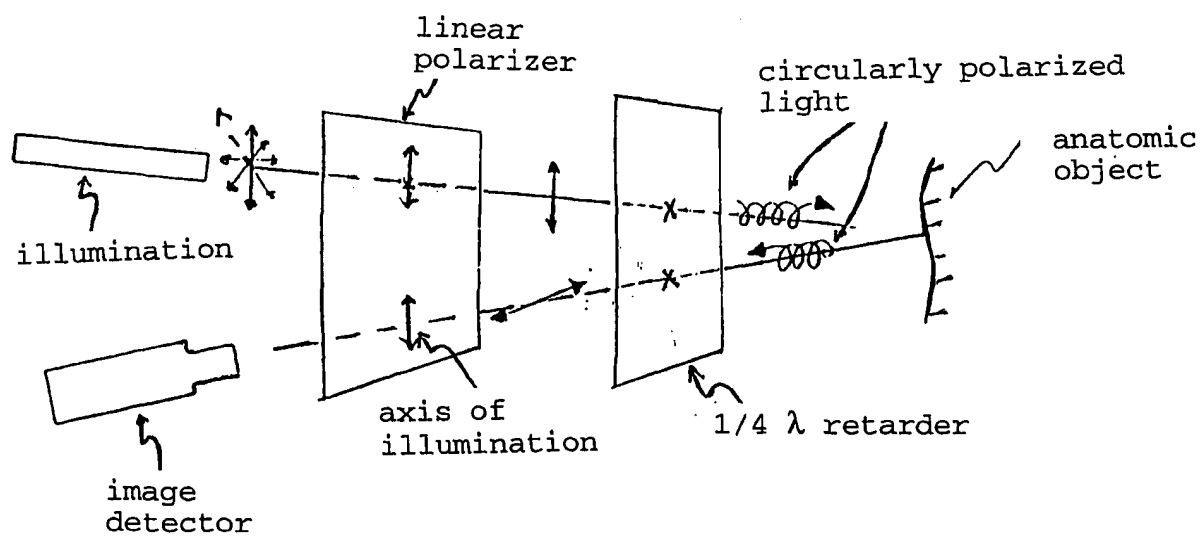 linear
polarizer
circularly polarized
light
anatomic
object
illumination
axis of
illumination
1/4 λ retarder
image
detector